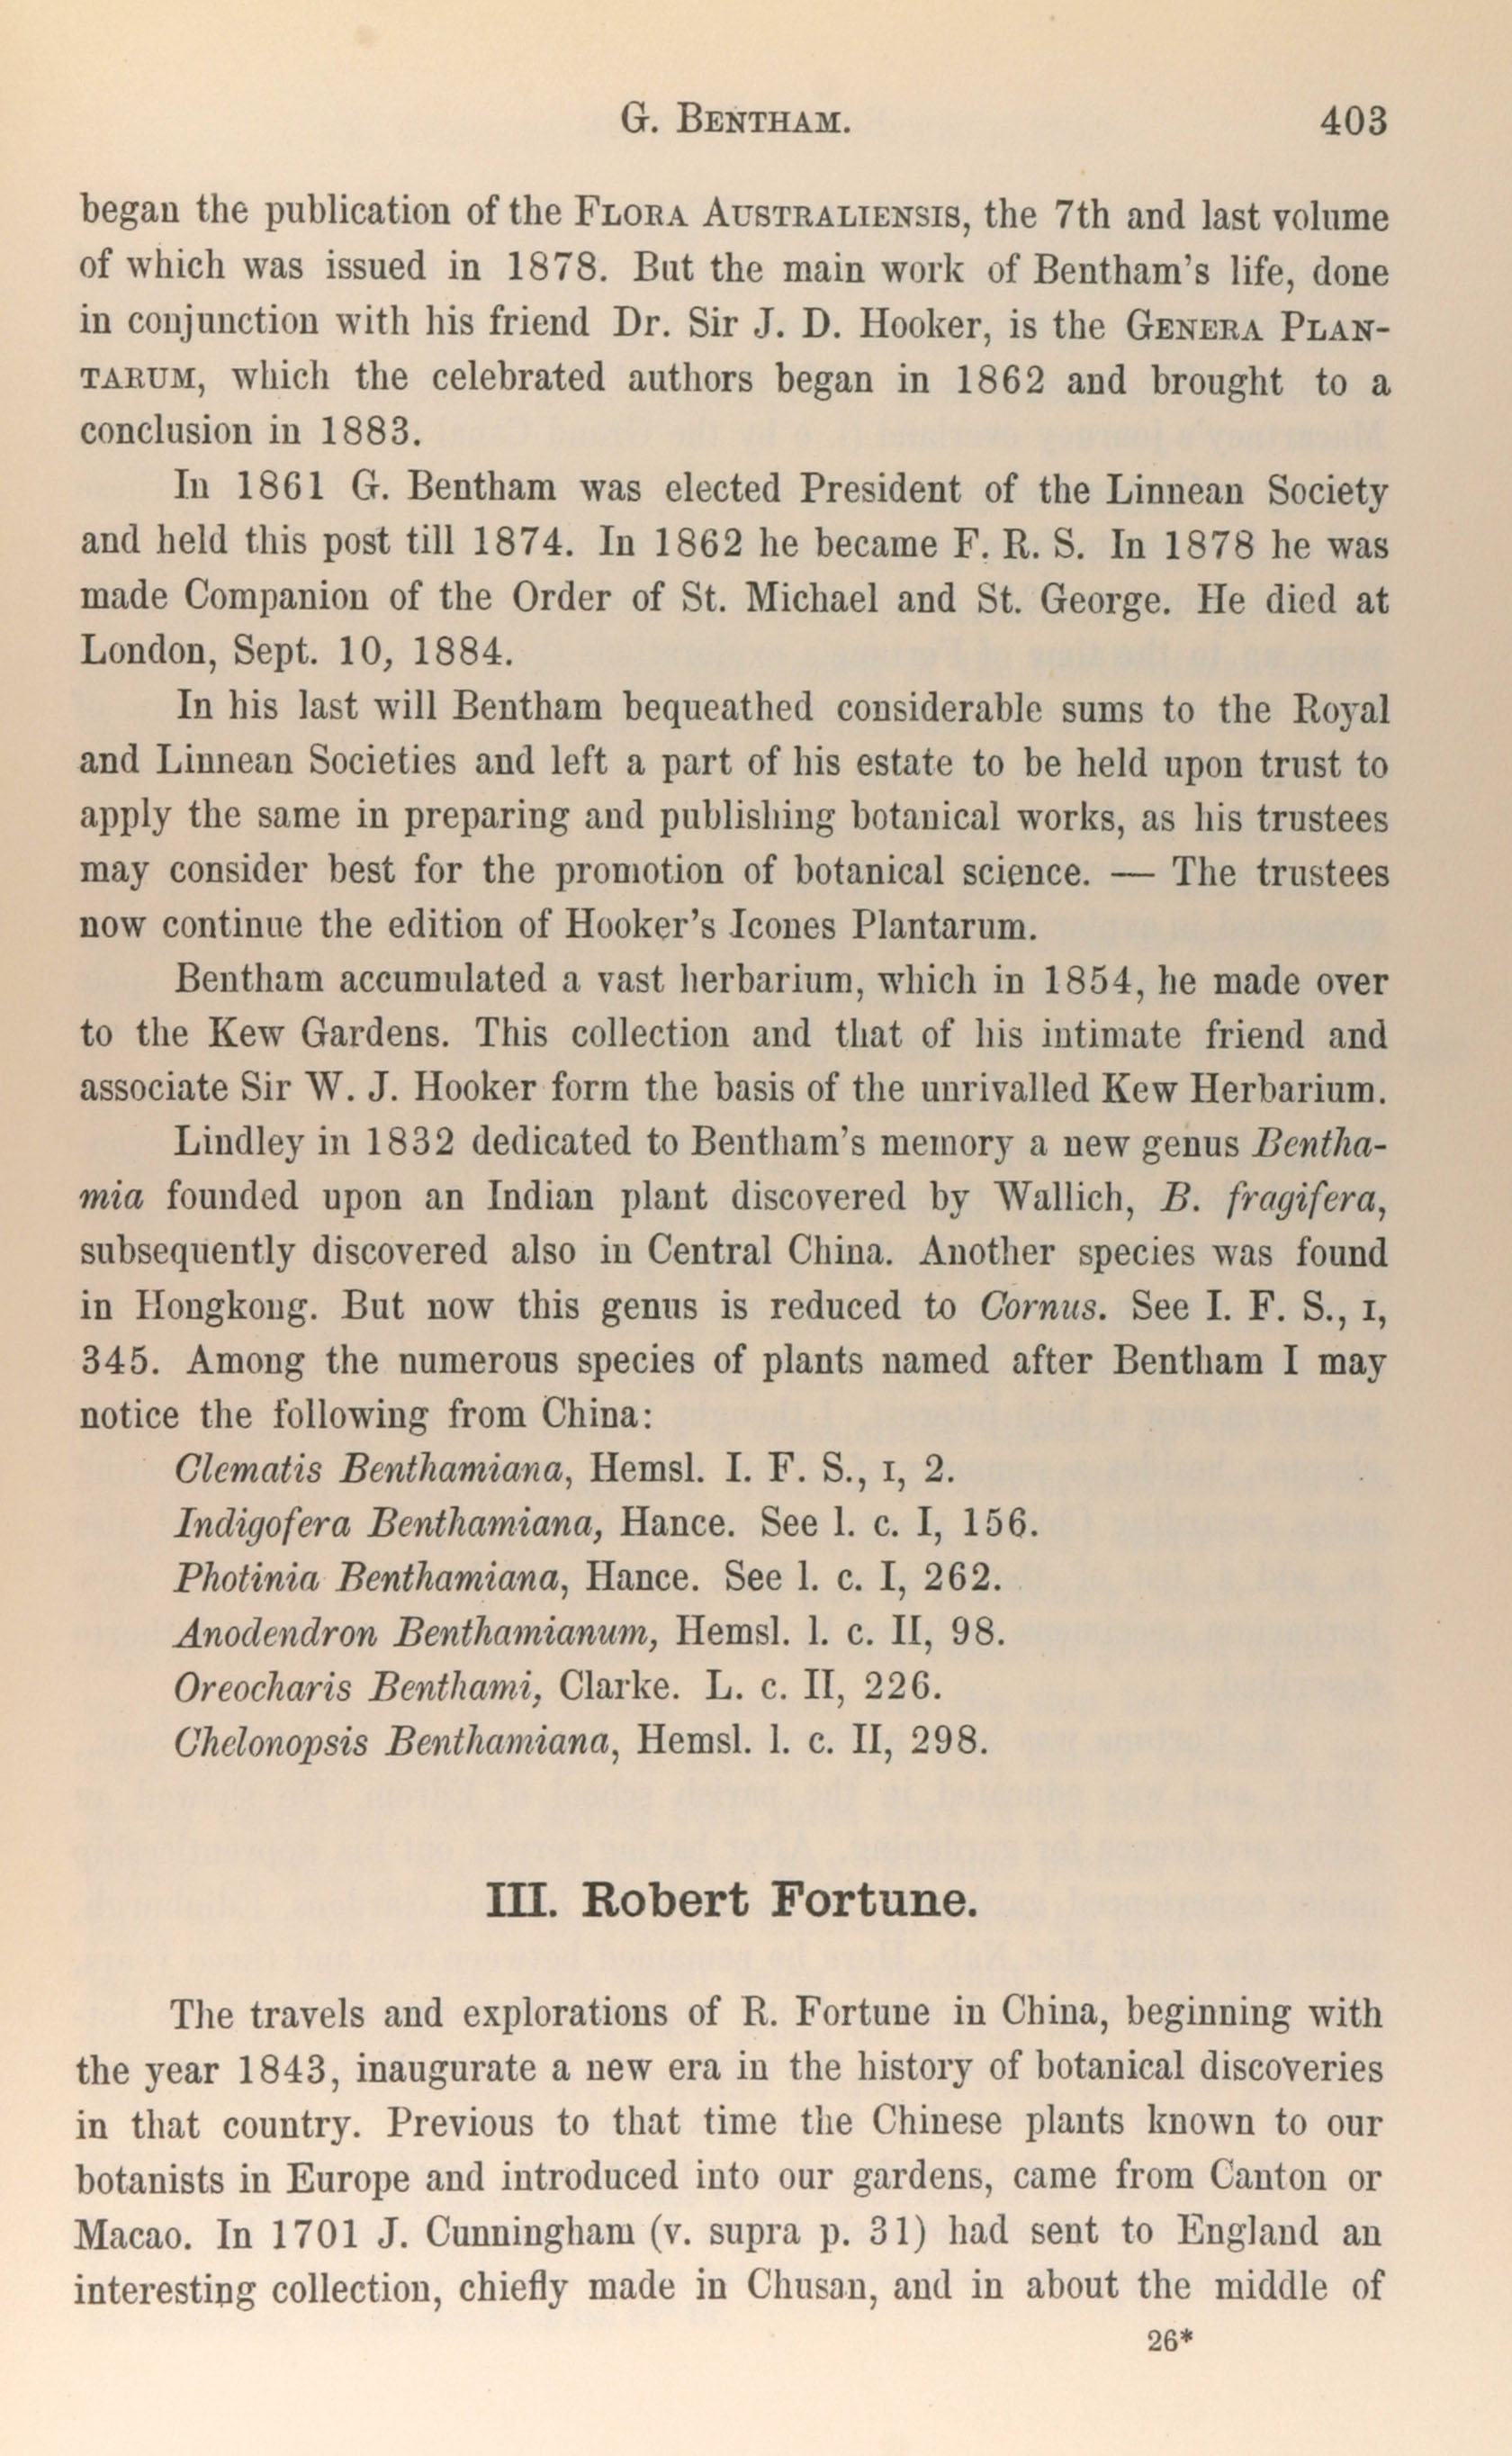 G. BENTHAM. 403
began the publication of the FLORA AUSTRALIENSIS, the 7th and last volume
of which was issued in 1878. But the main work of Bentham's life, done
in conjunction with his friend Dr. Sir J. D. Hooker, is the GENERA PLAN-
TARUM, which the celebrated authors began in 1862 and brought to a
conclusion in 1883.
In 1861 G. Bentham was elected President of the Linnean Society
and held this post till 1874. In 1862 he became F. R. S. In 1878 he was
made Companion of the Order of St. Michael and St. George. He died at
London, Sept. 10, 1884.
In his last will Bentham bequeathed considerable sums to the Royal
and Linnean Societies and left a part of his estate to be held upon trust to
apply the same in preparing and publishing botanical works, as his trustees
may consider best for the promotion of botanical science. — The trustees
now continue the edition of Hooker's Icones Plantarum.
Bentham accumulated a vast herbarium, which in 1854, he made over
to the Kew Gardens. This collection and that of his intimate friend and
associate Sir W. J. Hooker form the basis of the unrivalled Kew Herbarium.
Lindley in 1832 dedicated to Bentham's memory a new genus Bentha-
mia founded upon an Indian plant discovered by Wallich, B. fragifera,
subsequently discovered also in Central China. Another species was found
in Hongkong. But now this genus is reduced to Cornus. See I. F. S., I,
345. Among the numerous species of plants named after Bentham I may
notice the following from China:
Clematis Benthamiana, Hemsl. I. F. S., I, 2.
Indigofera Benthamiana, Hance. See l. c. I, 156.
Photinia Benthamiana, Hance. See l. c. I, 262.
Anodendron Benthamianum, Hemsl. l. c. II, 98.
Oreocharis Benthami, Clarke. L. c. II, 226.
Chelonopsis Benthamiana, Hemsl. l. c. II, 298.
III. Robert Fortune.
The travels and explorations of R. Fortune in China, beginning with
the year 1843, inaugurate a new era in the history of botanical discoveries
in that country. Previous to that time the Chinese plants known to our
botanists in Europe and introduced into our gardens, came from Canton or
Macao. In 1701 J. Cunningham (v. supra p. 31) had sent to England an
interesting collection, chiefly made in Chusan, and in about the middle of
26*